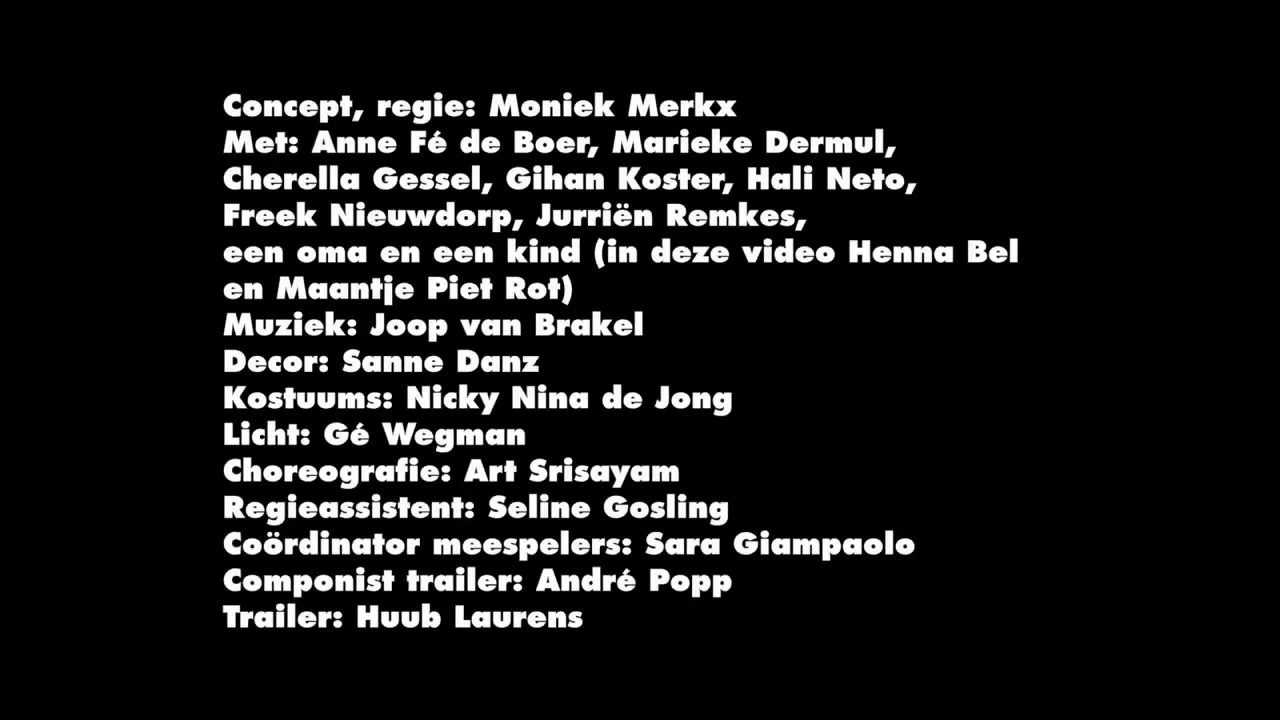 Concept, regie: Moniek Merkx
Met: Anne Fé de Boer, Marieke Dermul,
Cherella Gessel, Gihan Koster, Hali Neto,
Freek Nieuwdorp, Jurriën Remkes,
een oma en een kind (in deze video Henna Bel
en Maantje Piet Rot)
Muziek: Joop van Brakel
Decor: Sanne Danz
Kostuums: Nicky Nina de Jong
Licht: Gé Wegman
Choreografie: Art Srisayam
Regieassistent: Seline Gosling
Coördinator meespelers: Sara Giampaolo
Componist trailer: André Popp
Trailer: Huub Laurens